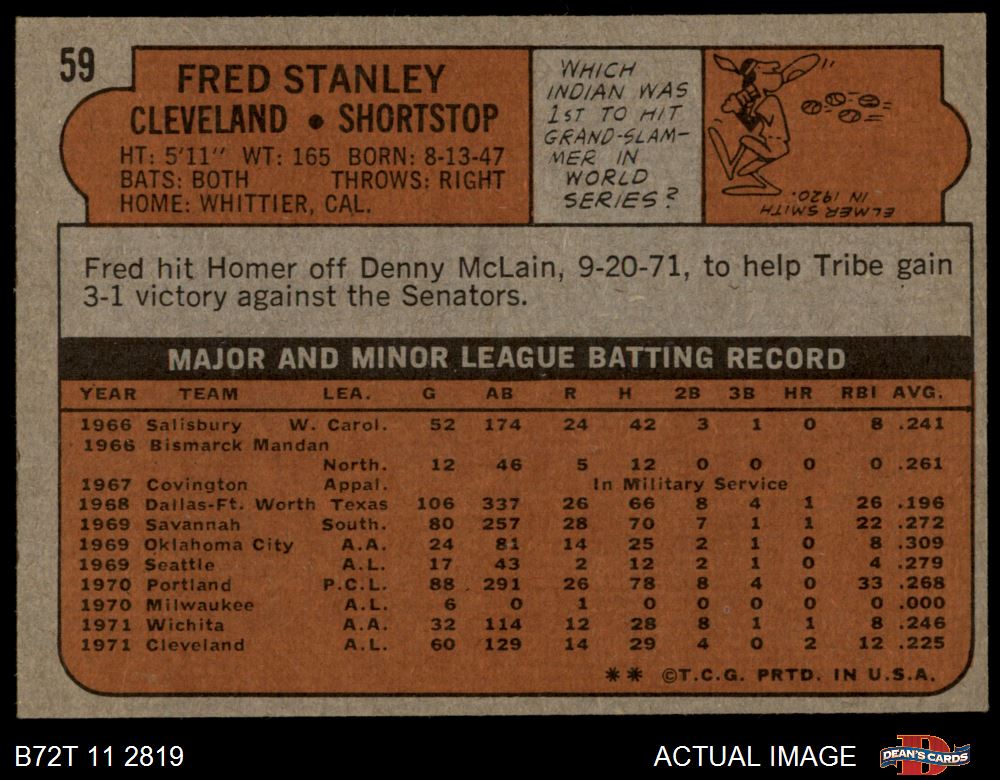 59
FRED STANLEY
CLEVELAND • SHORTSTOP
HT: 5'11" WT: 165 BORN: 8-13-47
BATS: BOTH THROWS: RIGHT
HOME: WHITTIER, CAL.
WHICH
INDIAN WAS
1ST TO HIT
GRAND-SLAM-
MER IN
WORLD
SERIES?
ELMER SMITH
IN 1920.
Fred hit Homer off Denny McLain, 9-20-71, to help Tribe gain
3-1 victory against the Senators.
MAJOR AND MINOR LEAGUE BATTING RECORD
YEAR TEAM LEA. G AB R H 2B 3B HR RBI AVG.
1966 Salisbury W. Carol. 52 174 24 42 3 1 0 8 .241
1966 Bismarck Mandan
North. 12 46 5 12 0 0 0 0 .261
1967 Covington Appal. In Military Service
1968 Dallas-Ft. Worth Texas 106 337 26 66 8 4 1 26 .196
1969 Savannah South. 80 257 28 70 7 1 1 22 .272
1969 Oklahoma City A.A. 24 81 14 25 2 1 0 8 .309
1969 Seattle A.L. 17 43 2 12 2 1 0 4 .279
1970 Portland P.C.L. 88 291 26 78 8 4 0 33 .268
1970 Milwaukee A.L. 6 0 1 0 0 0 0 0 .000
1971 Wichita A.A. 32 114 12 28 8 1 1 8 .246
1971 Cleveland A.L. 60 129 14 29 4 0 2 12 .225
** ©T.C.G. PRTD. IN U.S.A.
B72T 11 2819
ACTUAL IMAGE
D
DEAN'S CARDS